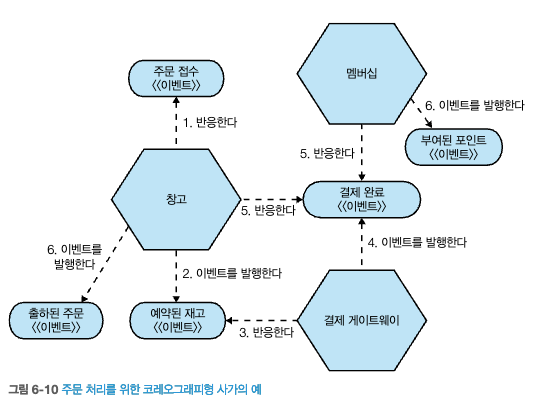 주문 접수
<<이벤트>>
멤버십
6. 이벤트를 발행한다
1. 반응한다
부여된 포인트
<<이벤트>>
5. 반응한다
창고
결제 완료
<<이벤트>>
5. 반응한다
6. 이벤트를
발행한다
4. 이벤트를 발행한다
2. 이벤트를 발행한다
출하된 주문
<<이벤트>>
예약된 재고
<<이벤트>>
3. 반응한다
결제 게이트웨이
그림 6-10 주문 처리를 위한 코레오그래피형 사가의 예